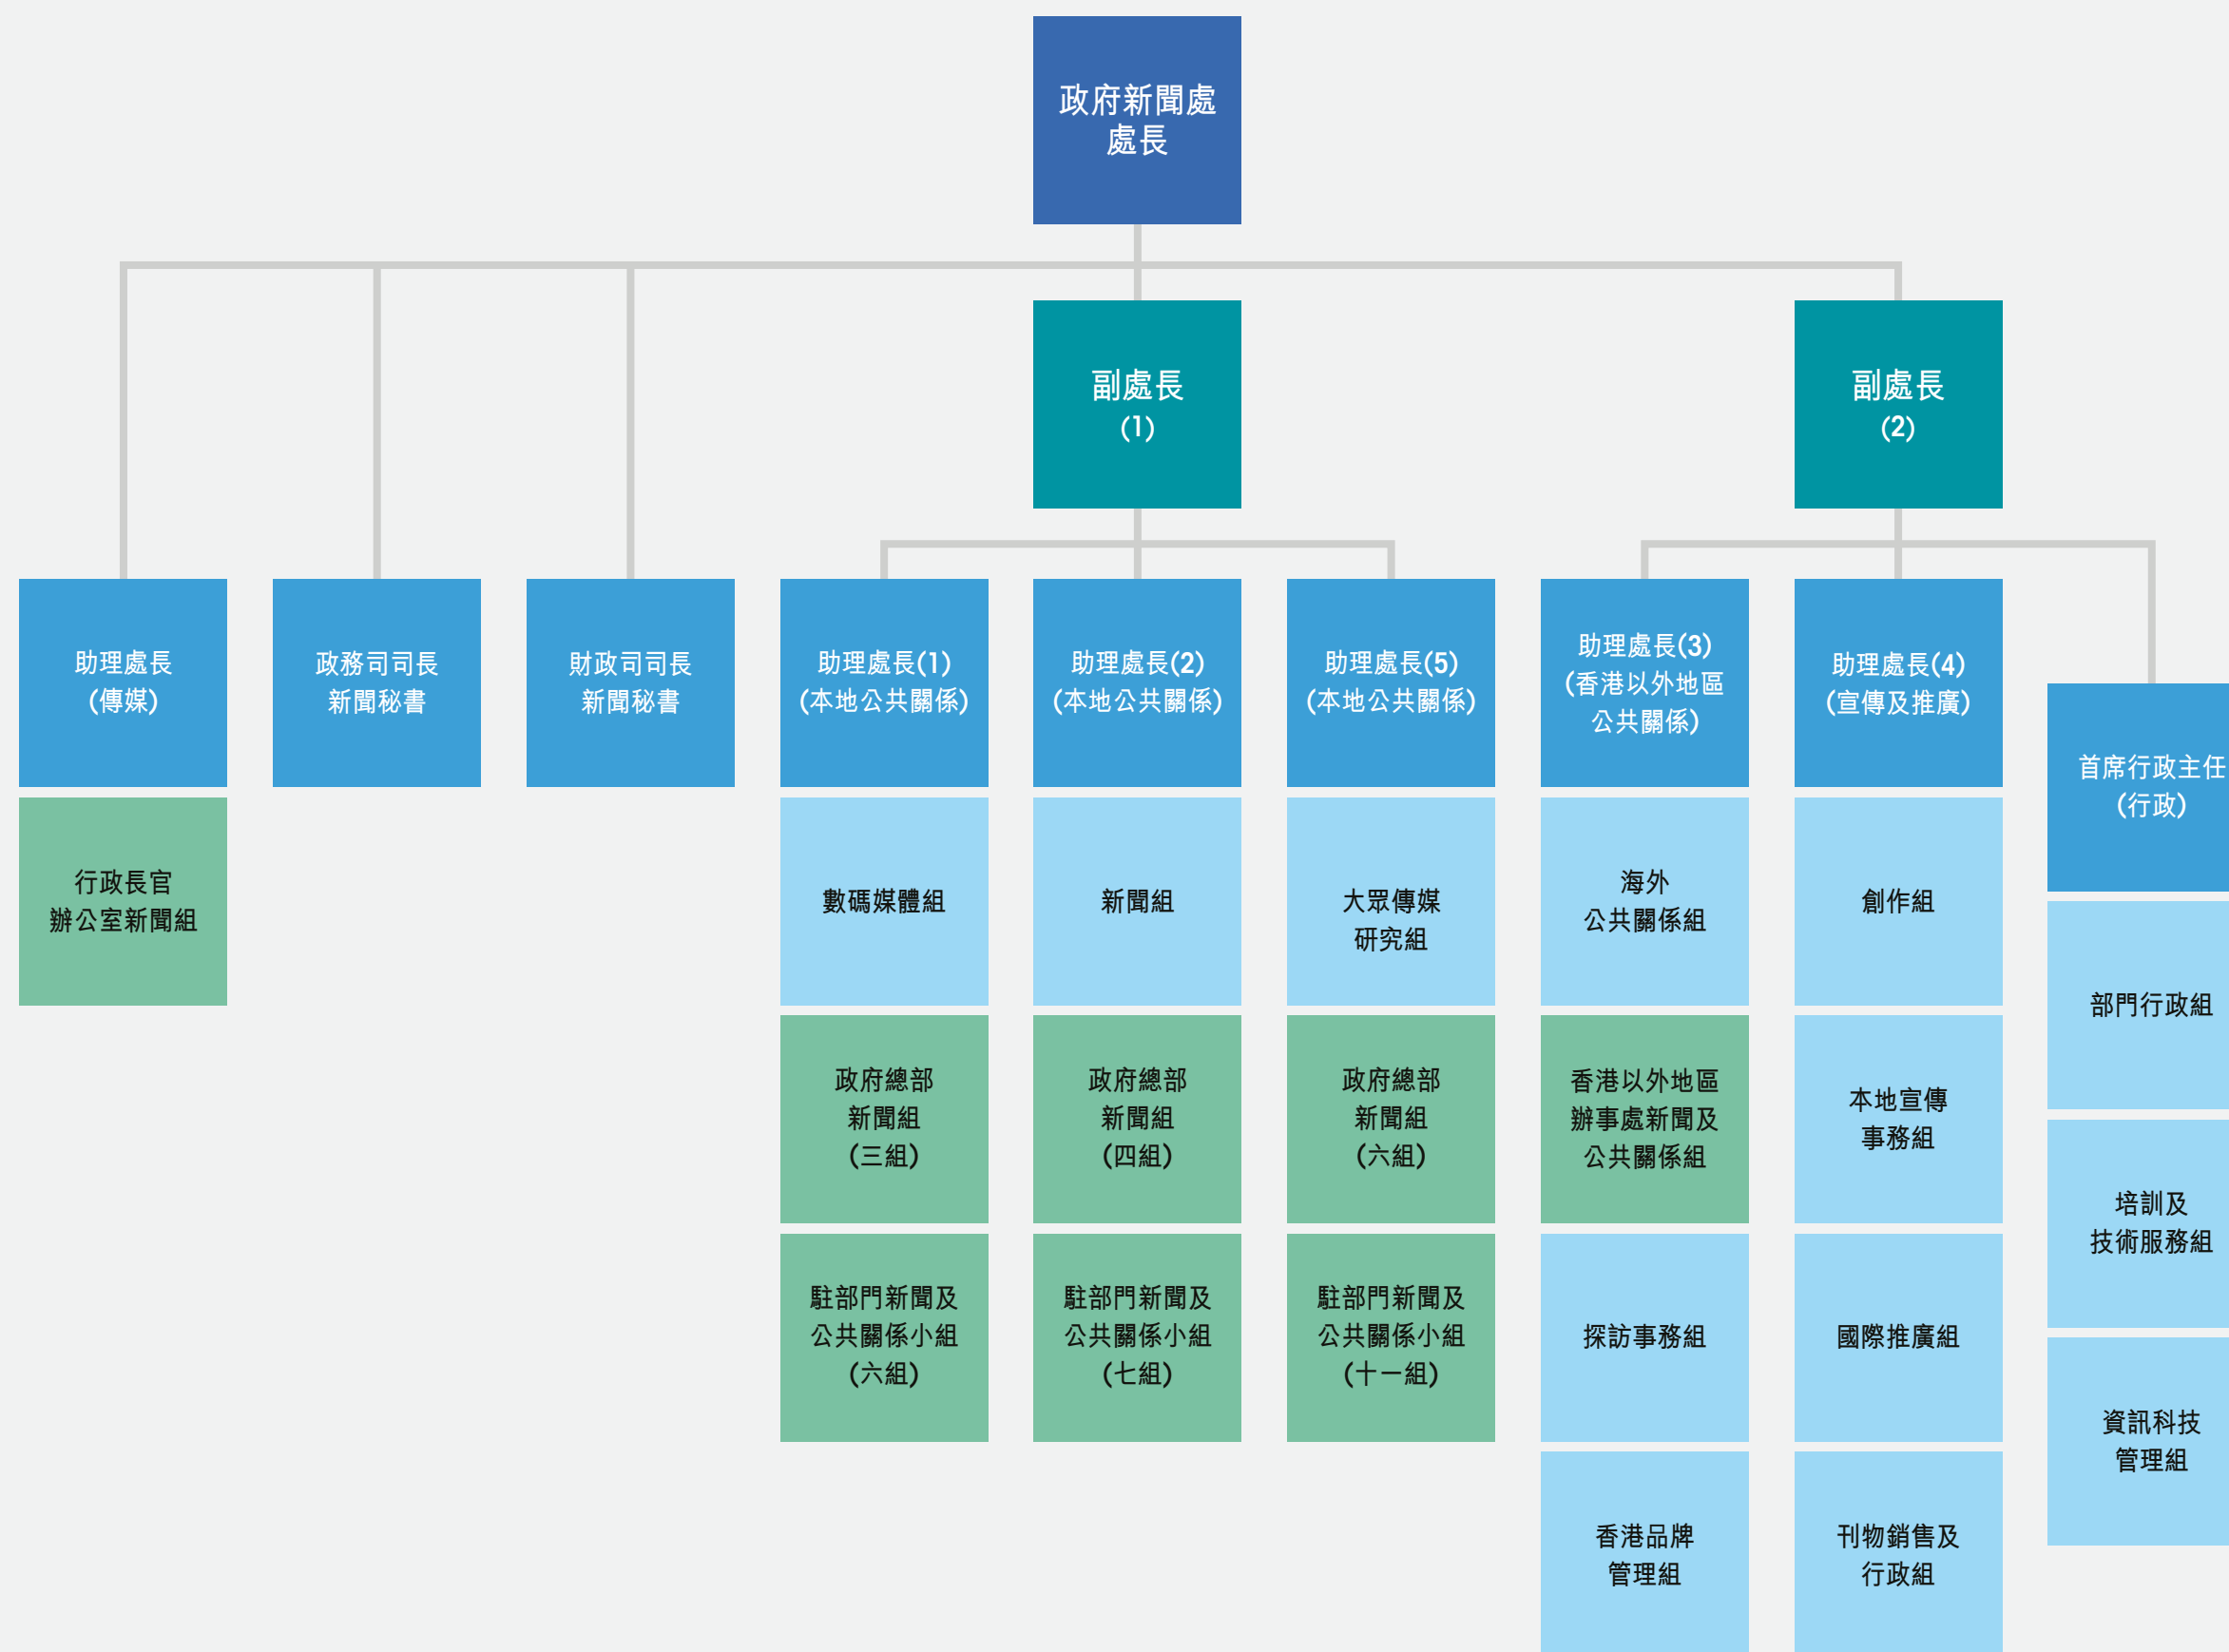 政府新聞處
處長
副處長
(1)
副處長
(2)
助理處長
(傳媒)
政務司司長
新聞秘書
財政司司長
新聞秘書
助理處長(1)
(本地公共關係)
助理處長(2)
(本地公共關係)
助理處長(5)
(本地公共關係)
助理處長(3)
(香港以外地區
公共關係)
助理處長(4)
(宣傳及推廣)
首席行政主任
(行政)
行政長官
辦公室新聞組
數碼媒體組
新聞組
大眾傳媒
研究組
海外
公共關係組
創作組
部門行政組
政府總部
新聞組
(三組)
政府總部
新聞組
(四組)
政府總部
新聞組
(六組)
香港以外地區
辦事處新聞及
公共關係組
本地宣傳
事務組
培訓及
技術服務組
駐部門新聞及
公共關係小組
(六組)
駐部門新聞及
公共關係小組
(七組)
駐部門新聞及
公共關係小組
(十一組)
探訪事務組
國際推廣組
資訊科技
管理組
香港品牌
管理組
刊物銷售及
行政組